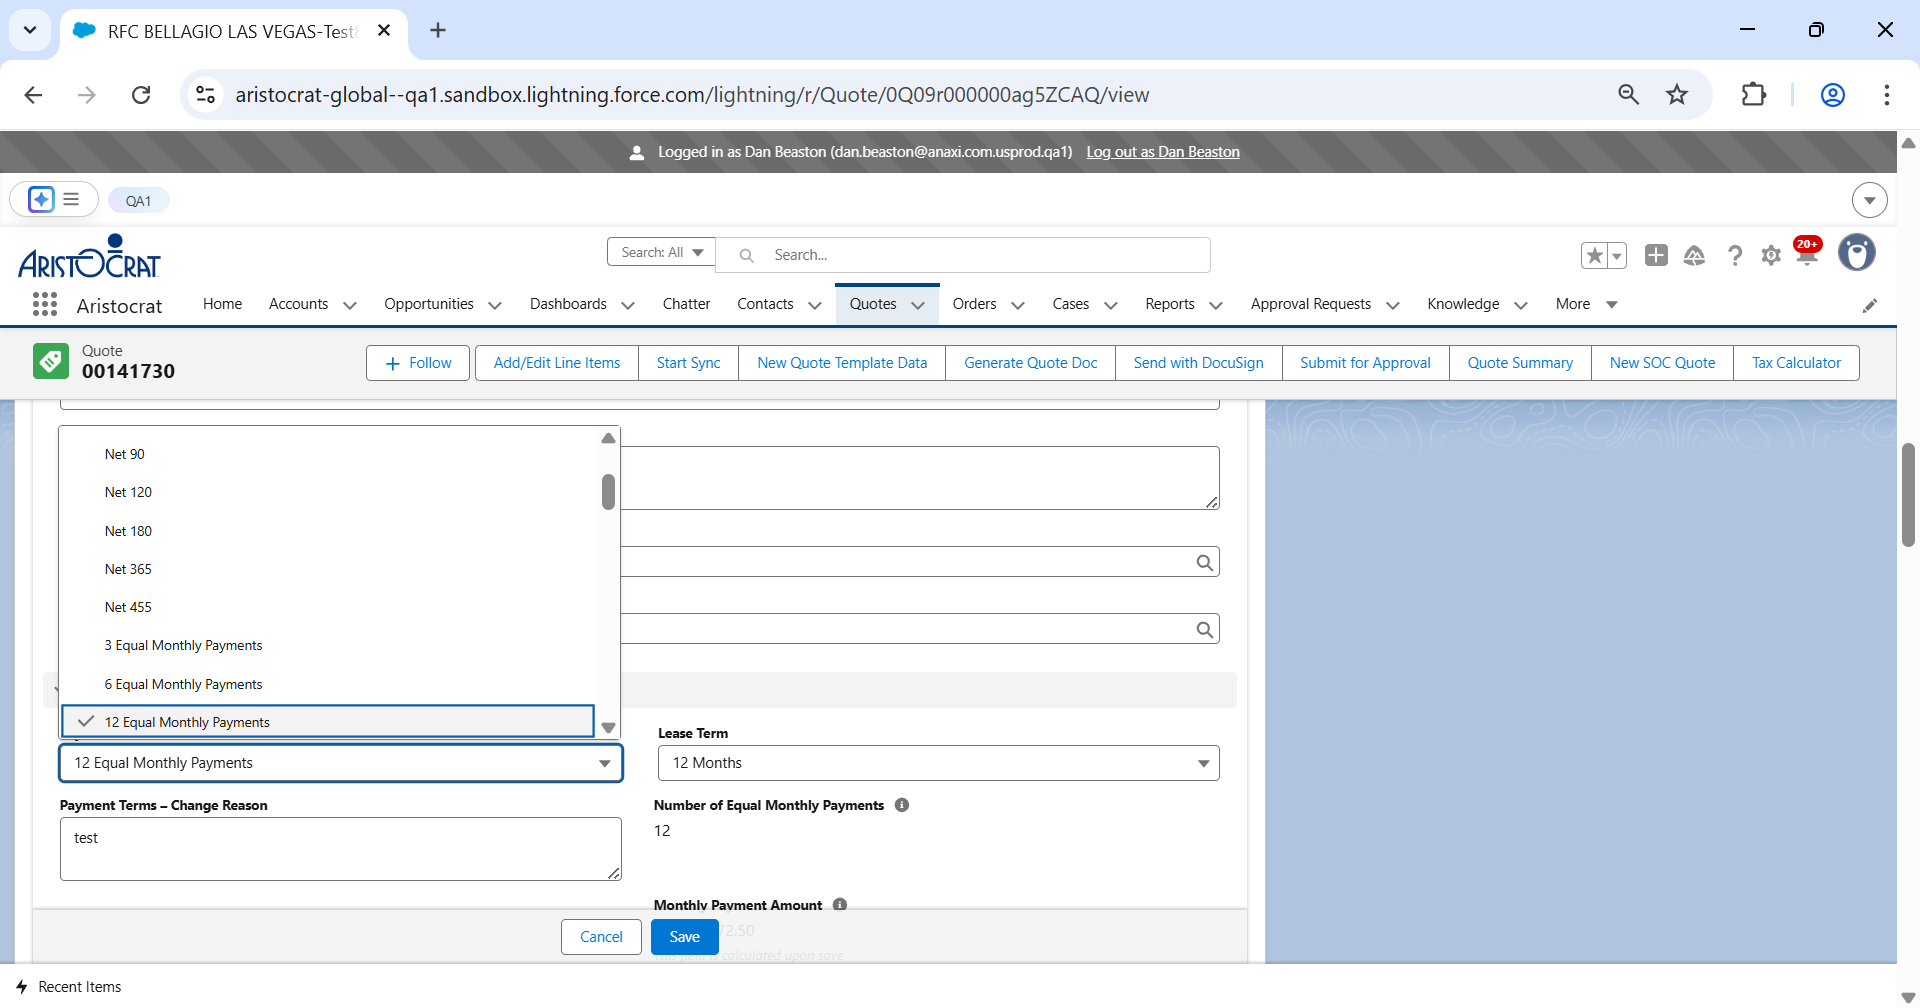 RFC BELLAGIO LAS VEGAS-Test
aristocrat-global--qa1.sandbox.lightning.force.com/lightning/r/Quote/0Q09r000000ag5ZCAQ/view
Logged in as Dan Beaston (dan.beaston@anaxi.com.usprod.qa1) Log out as Dan Beaston
QA1
ARISTOCRAT
Search: All
Search...
20+
Aristocrat
Home
Accounts
Opportunities
Dashboards
Chatter
Contacts
Quotes
Orders
Cases
Reports
Approval Requests
Knowledge
More
Quote
00141730
Follow
Add/Edit Line Items
Start Sync
New Quote Template Data
Generate Quote Doc
Send with DocuSign
Submit for Approval
Quote Summary
New SOC Quote
Tax Calculator
Net 90
Net 120
Net 180
Net 365
Net 455
3 Equal Monthly Payments
6 Equal Monthly Payments
12 Equal Monthly Payments
12 Equal Monthly Payments
Lease Term
12 Months
Payment Terms – Change Reason
test
Number of Equal Monthly Payments
12
Monthly Payment Amount
72.50
calculated upon save
Cancel
Save
Recent Items